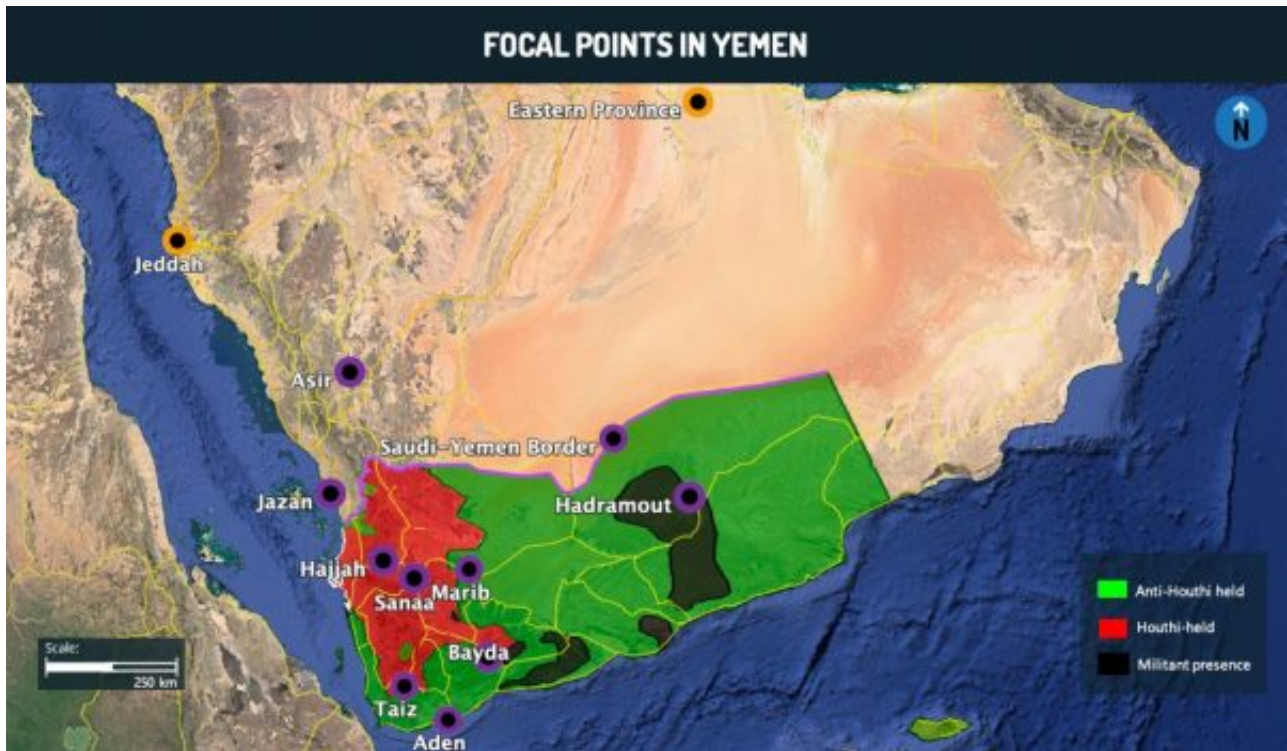 FOCAL POINTS IN YEMEN
Eastern Province
N
Jeddah
Asir
Saudi-Yemen Border
Jazan
Hadramout
Hajjah
Marib
Sanaa
Bayda
Taiz
Aden
Scale:
250 km
Anti-Houthi held
Houthi-held
Militant presence